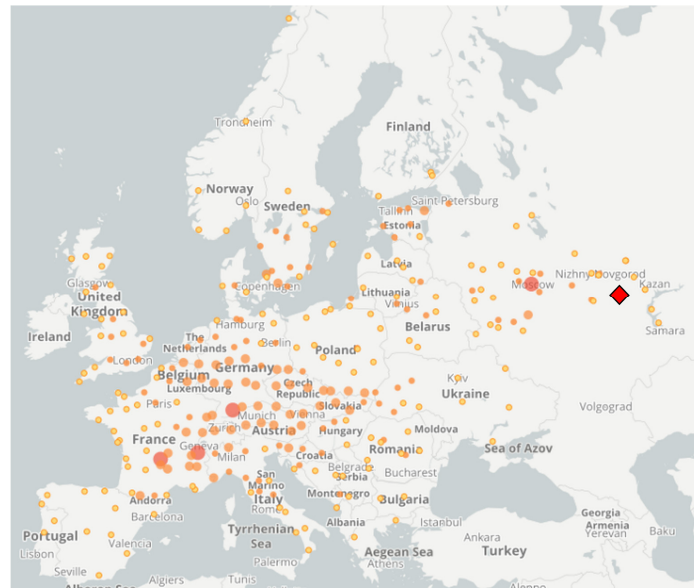 Trondheim
Finland
Norway
Oslo
Sweden
Saint Petersburg
Tallinn
Estonia
Latvia
Nizhny Novgorod
Moscow
Kazan
Glasgow
Copenhagen
Lithuania
Vilnius
United
Kingdom
Hamburg
Belarus
Samara
Ireland
The
Netherlands
Berlin
Poland
London
Belgium
Germany
Luxembourg
Czech
Republic
Kyiv
Ukraine
Paris
Slovakia
Munich
Vienna
Volgograd
Zurich
Austria
Hungary
Moldova
France
Geneva
Milan
Croatia
Romania
Sea of Azov
Belgrade
Serbia
Bucharest
San
Marino
Andorra
Italy
Montenegro
Bulgaria
Barcelona
Rome
Georgia
Portugal
Tyrrhenian
Sea
Albania
Istanbul
Armenia
Yerevan
Baku
Lisbon
Valencia
Ankara
Aegean Sea
Turkey
Palermo
Athens
Seville
Algiers
Tunis